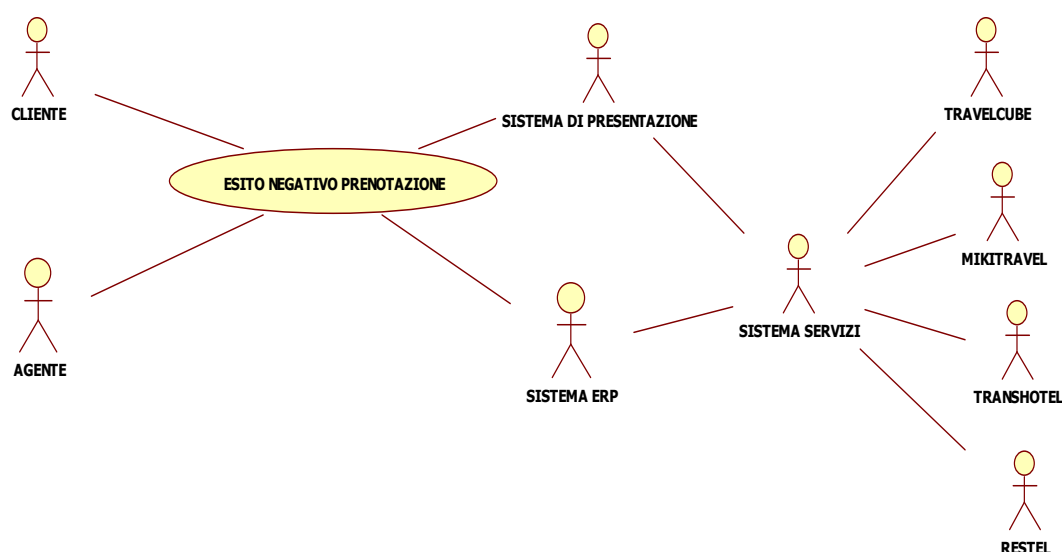 CLIENTE
SISTEMA DI PRESENTAZIONE
TRAVELCUBE
ESITO NEGATIVO PRENOTAZIONE
MIKITRAVEL
SISTEMA SERVIZI
AGENTE
SISTEMA ERP
TRANSHOTEL
RESTEL